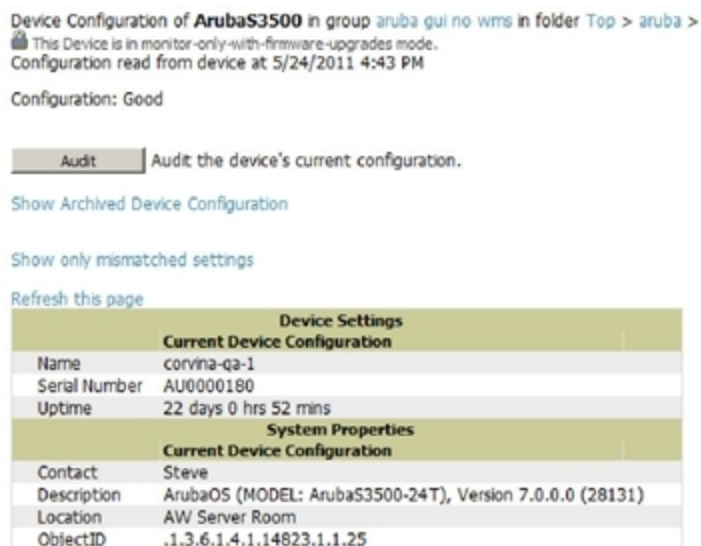 Device Configuration of ArubaS3500 in group aruba gui no wms in folder Top > aruba >
This Device is in monitor-only-with-firmware-upgrades mode.
Configuration read from device at 5/24/2011 4:43 PM
Configuration: Good
Audit Audit the device's current configuration.
Show Archived Device Configuration
Show only mismatched settings
Refresh this page
Device Settings
Current Device Configuration
Name corvina-qa-1
Serial Number AU0000180
Uptime 22 days 0 hrs 52 mins
System Properties
Current Device Configuration
Contact Steve
Description ArubaOS (MODEL: ArubaS3500-24T), Version 7.0.0.0 (28131)
Location AW Server Room
ObjectID .1.3.6.1.4.1.14823.1.1.25